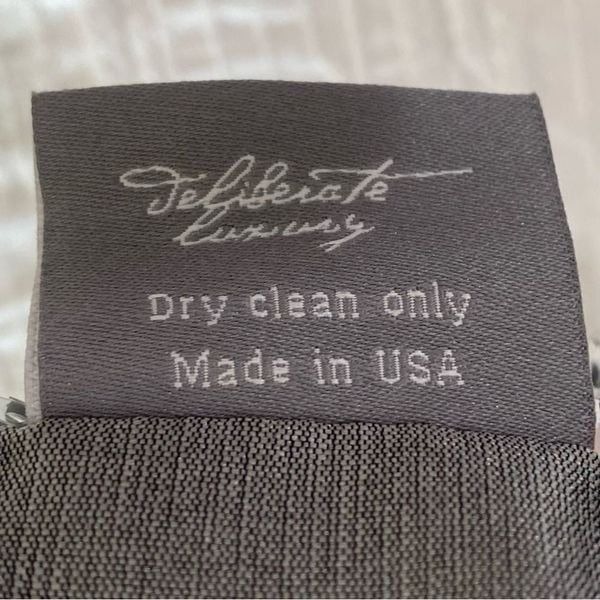 Deliberate
luxury
Dry clean only
Made in USA